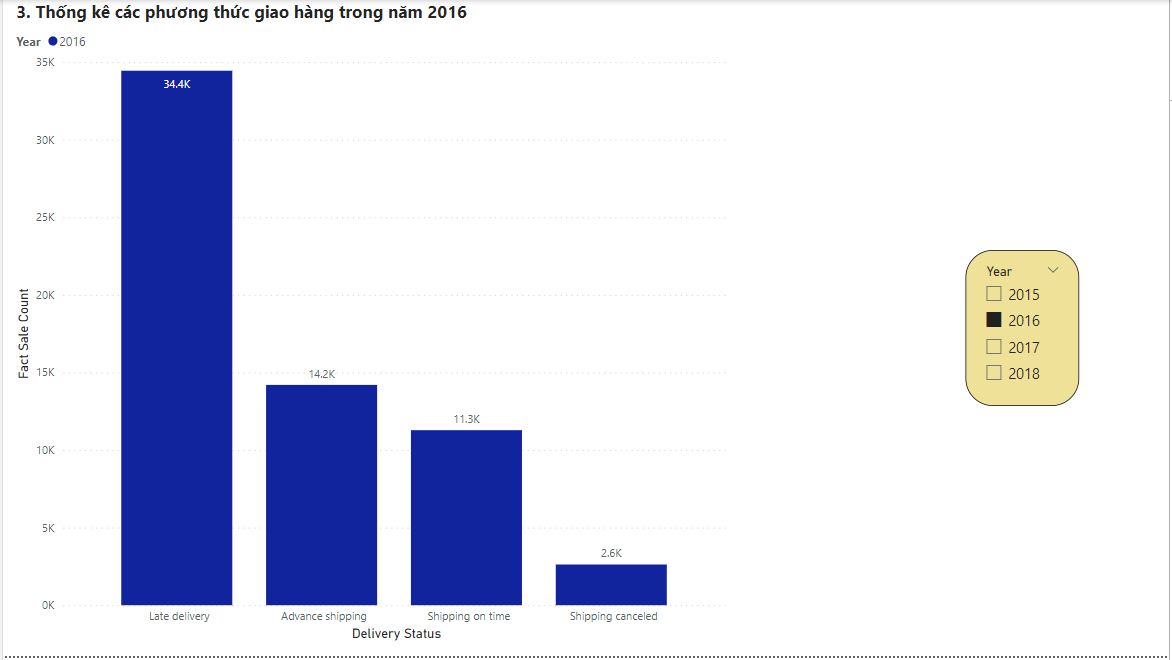 3. Thống kê các phương thức giao hàng trong năm 2016
Year 2016
35K
30K
25K
20K
15K
10K
5K
0K
Fact Sale Count
34.4K
14.2K
11.3K
2.6K
Late delivery
Advance shipping
Shipping on time
Shipping canceled
Delivery Status
Year
2015
2016
2017
2018